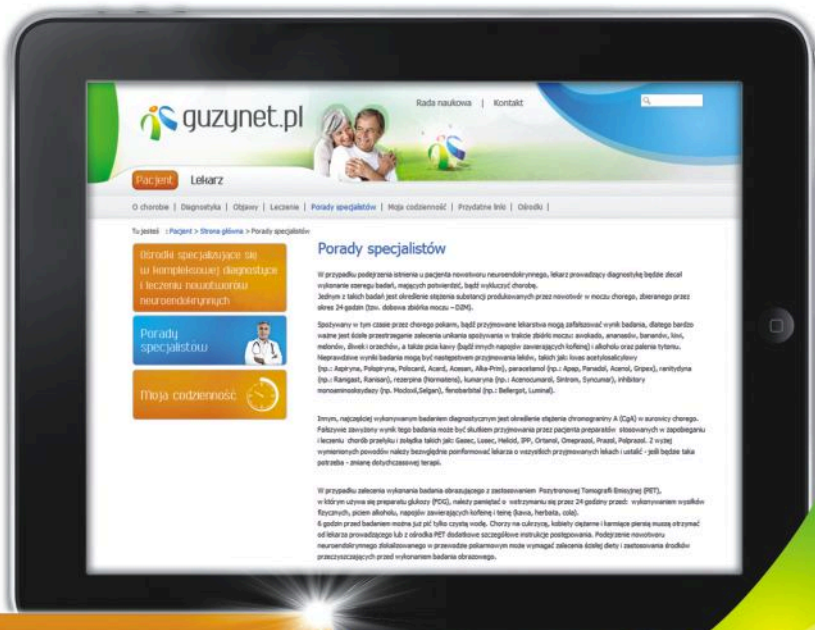 guzynet.pl
Rada naukowa | Kontakt
Pacjent Lekarz
O chorobie | Diagnostyka | Objawy | Leczenie | Porady specjalistów | Moja codzienność | Przydatne linki | Ośrodki |
Tu jesteś : Pacjent > Strona główna > Porady specjalistów
Ośrodki specjalizujące się
w kompleksowej diagnostyce
i leczeniu nowotworów
neuroendokrynnych
Porady
specjalistów
Moja codzienność
Porady specjalistów
W przypadku podejrzenia istnienia u pacjenta nowotworu neuroendokrynnego, lekarz prowadzący diagnostykę będzie zlecał
wykonanie szeregu badań, mających potwierdzić, bądź wykluczyć chorobę.
Jednym z takich badań jest określenie stężenia substancji produkowanych przez nowotwór w moczu chorego, zbieranego przez
okres 24 godzin (tzw. dobowa zbiórka moczu – DZM).
Spożywany w tym czasie przez chorego pokarm, bądź przyjmowane lekarstwa mogą zafałszować wynik badania, dlatego bardzo
ważne jest ścisłe przestrzeganie zalecenia unikania spożywania w trakcie zbiórki moczu: awokado, ananasów, bananów, kiwi,
melonów, śliwek i orzechów, a także picia kawy (bądź innych napojów zawierających kofeinę) i alkoholu oraz palenia tytoniu.
Nieprawdziwe wyniki badania mogą być następstwem przyjmowania leków, takich jak: kwas acetylosalicylowy
(np.: Aspiryna, Polopiryna, Polocard, Acard, Acesan, Alka-Prim), paracetamol (np.: Apap, Panadol, Acenol, Gripex), ranitydyna
(np.: Ramgast, Ranisan), rezerpina (Normatens), kumaryna (np.: Acenocumarol, Sintrom, Syncumar), inhibitory
monoaminooksydazy (np. Mocloxil,Selgan), fenobarbital (np.: Bellergot, Luminal).
Innym, najczęściej wykonywanym badaniem diagnostycznym jest określenie stężenia chromograniny A (CgA) w surowicy chorego.
Fałszywie zawyżony wynik tego badania może być skutkiem przyjmowania przez pacjenta preparatów stosowanych w zapobieganiu
i leczeniu chorób przełyku i żołądka takich jak: Gasec, Losec, Helicid, IPP, Ortanol, Omeprazol, Prazol, Polprazol. Z wyżej
wymienionych powodów należy bezwględnie poinformować lekarza o wszystkich przyjmowanych lekach i ustalić - jeśli będzie taka
potrzeba - zmianę dotychczasowej terapi.
W przypadku zalecenia wykonania badania obrazującego z zastosowaniem Pozytronowej Tomografii Emisyjnej (PET),
w którym używa się preparatu glukozy (FDG), należy pamiętać o wstrzymaniu się przez 24 godziny przed: wykonywaniem wysiłków
fizycznych, piciem alkoholu, napojów zawierających kofeinę i teinę (kawa, herbata, cola).
6 godzin przed badaniem można już pić tylko czystą wodę. Chorzy na cukrzycę, kobiety ciężarne i karmiące piersią muszą otrzymać
od lekarza prowadzącego lub z ośrodka PET dodatkowe szczegółowe instrukcje postępowania. Podejrzenie nowotworu
neuroendokrynnego zlokalizowanego w przewodzie pokarmowym może wymagać zalecenia ścisłej diety i zastosowania środków
przeczyszczających przed wykonaniem badania obrazowego.